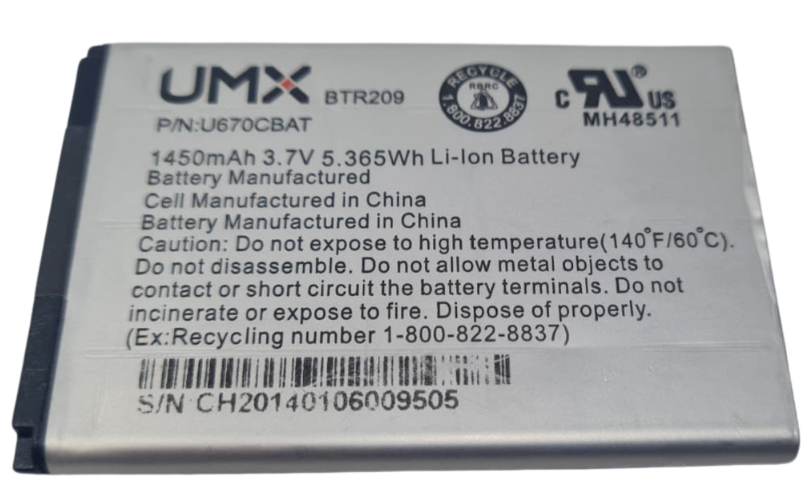 UMX BTR209
RECYCLE
RBRC
1.800.822.8837
C RU® US
MH48511
P/N:U670CBAT
1450mAh 3.7V 5.365Wh Li-Ion Battery
Battery Manufactured
Cell Manufactured in China
Battery Manufactured in China
Caution: Do not expose to high temperature(140°F/60°C).
Do not disassemble. Do not allow metal objects to
contact or short circuit the battery terminals. Do not
incinerate or expose to fire. Dispose of properly.
(Ex:Recycling number 1-800-822-8837)
S/N CH20140106009505